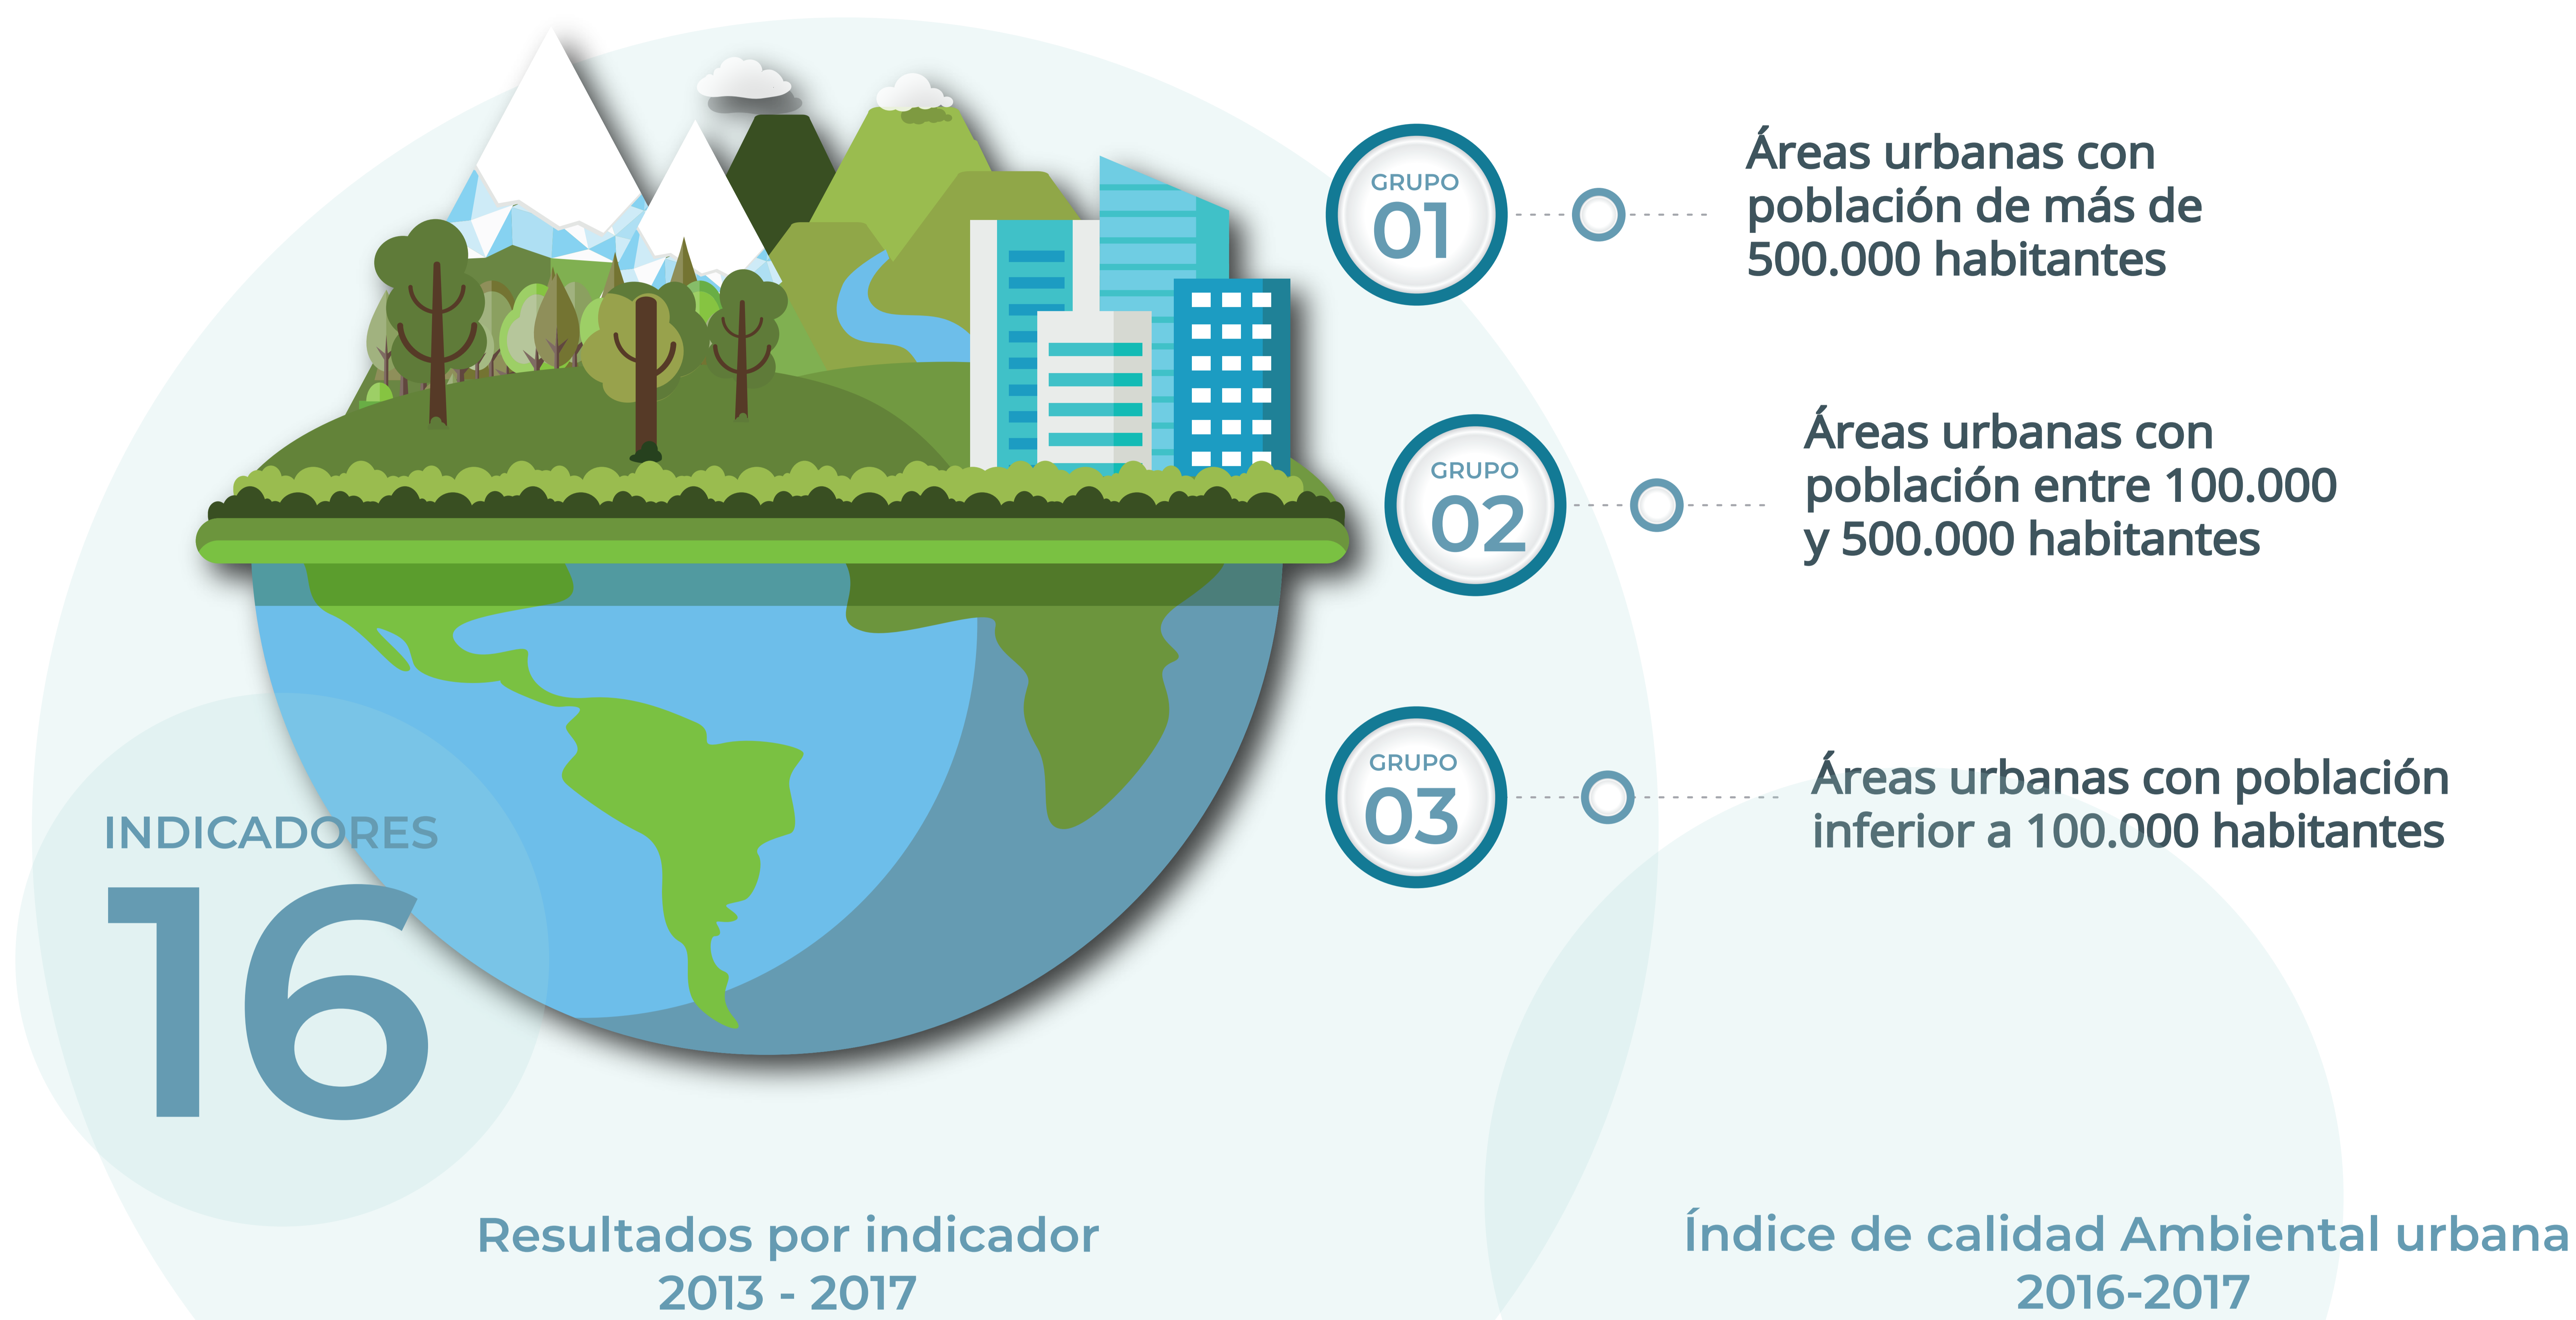 GRUPO
01
Áreas urbanas con
población de más de
500.000 habitantes
GRUPO
02
Áreas urbanas con
población entre 100.000
y 500.000 habitantes
GRUPO
03
Áreas urbanas con población
inferior a 100.000 habitantes
INDICADORES
16
Resultados por indicador
2013 - 2017
Índice de calidad Ambiental urbana
2016-2017